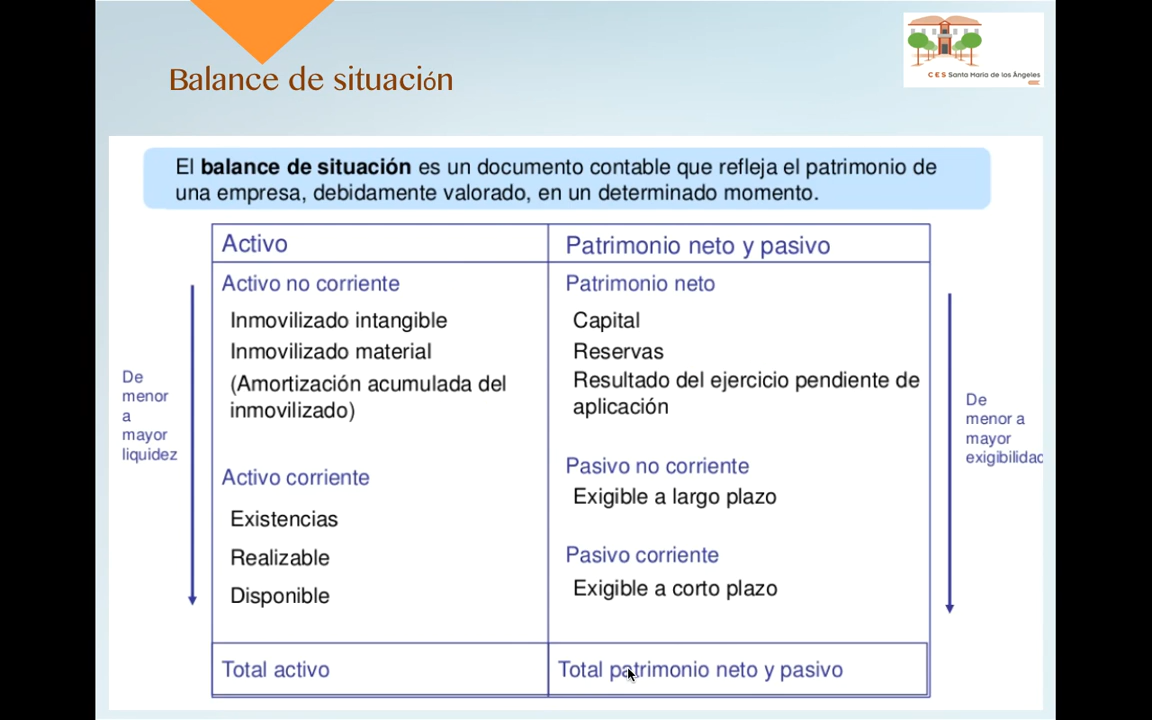 Balance de situación
C E S Santa María de los Ángeles
El balance de situación es un documento contable que refleja el patrimonio de
una empresa, debidamente valorado, en un determinado momento.
Activo
Activo no corriente
Inmovilizado intangible
Inmovilizado material
(Amortización acumulada del
inmovilizado)
Activo corriente
Existencias
Realizable
Disponible
Total activo
Patrimonio neto y pasivo
Patrimonio neto
Capital
Reservas
Resultado del ejercicio pendiente de
aplicación
Pasivo no corriente
Exigible a largo plazo
Pasivo corriente
Exigible a corto plazo
Total patrimonio neto y pasivo
De
menor
a
mayor
liquidez
De
menor a
mayor
exigibilidad